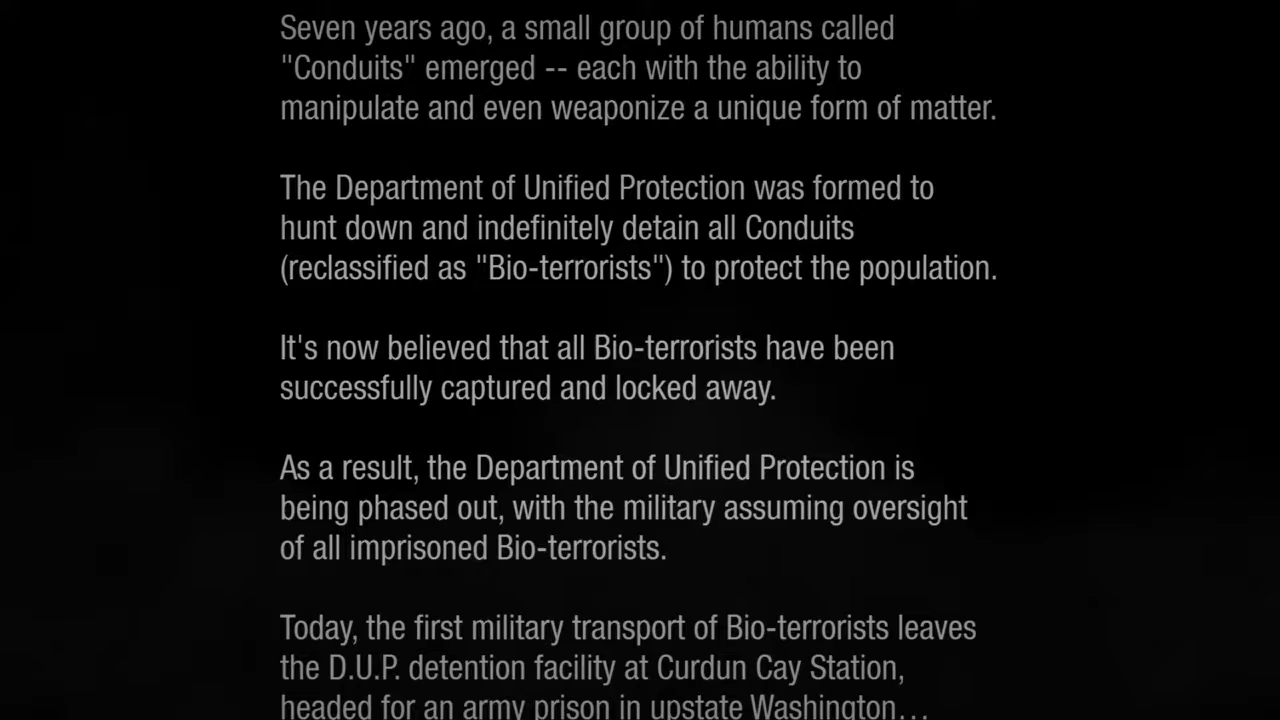 Seven years ago, a small group of humans called
"Conduits" emerged -- each with the ability to
manipulate and even weaponize a unique form of matter.
The Department of Unified Protection was formed to
hunt down and indefinitely detain all Conduits
(reclassified as "Bio-terrorists") to protect the population.
It's now believed that all Bio-terrorists have been
successfully captured and locked away.
As a result, the Department of Unified Protection is
being phased out, with the military assuming oversight
of all imprisoned Bio-terrorists.
Today, the first military transport of Bio-terrorists leaves
the D.U.P. detention facility at Curdun Cay Station,
headed for an army prison in upstate Washington...